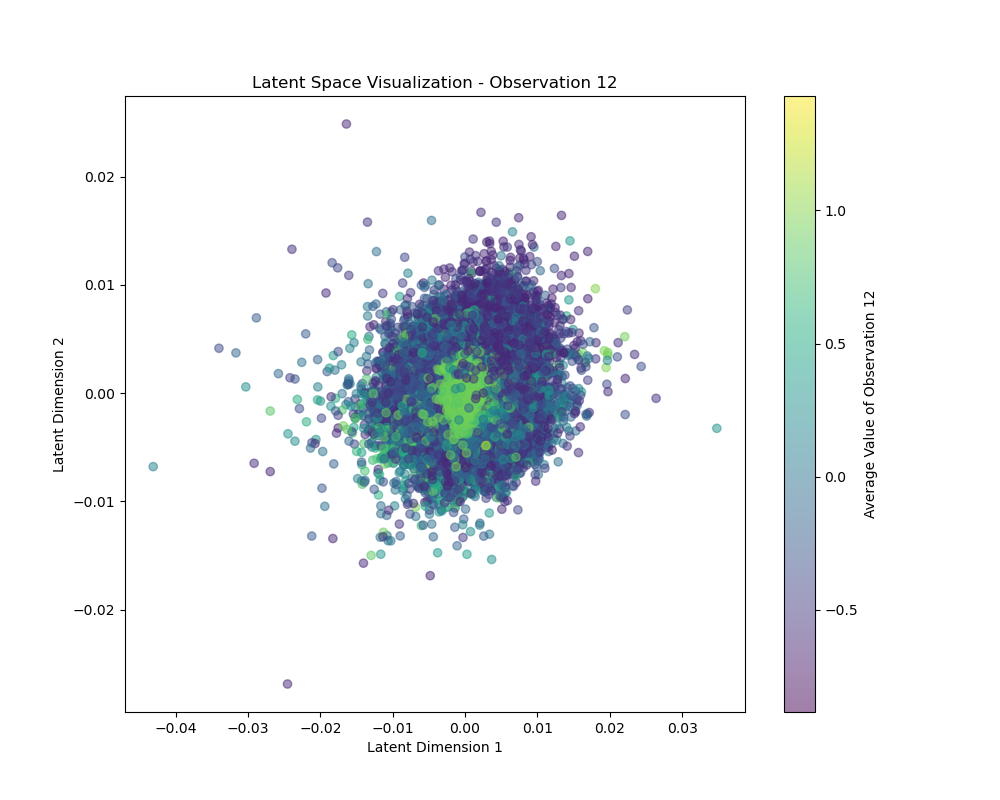 Latent Space Visualization - Observation 12
0.02
0.01
0.00
−0.01
−0.02
Latent Dimension 2
−0.04 −0.03 −0.02 −0.01 0.00 0.01 0.02 0.03
Latent Dimension 1
1.0
0.5
0.0
−0.5
Average Value of Observation 12